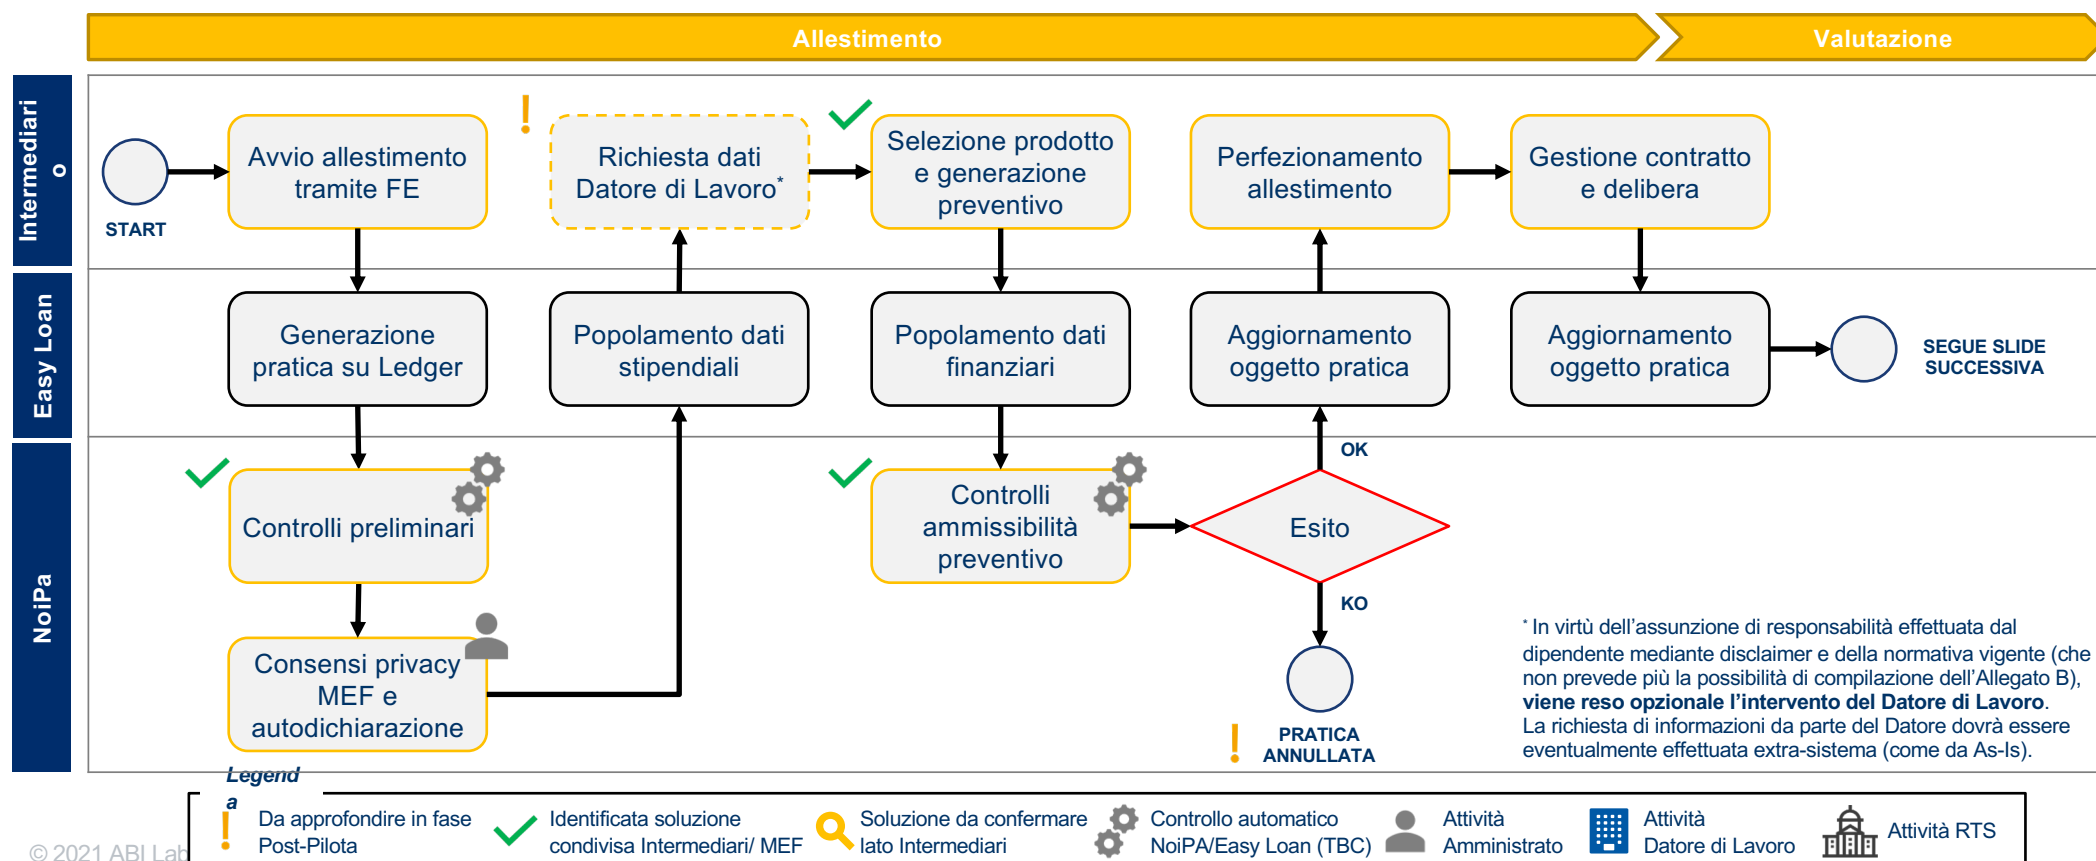 Allestimento
Valutazione
Intermediari
o
START
Avvio allestimento
tramite FE
Richiesta dati
Datore di Lavoro*
Selezione prodotto
e generazione
preventivo
Perfezionamento
allestimento
Gestione contratto
e delibera
Easy Loan
Generazione
pratica su Ledger
Popolamento dati
stipendiali
Popolamento dati
finanziari
Aggiornamento
oggetto pratica
Aggiornamento
oggetto pratica
SEGUE SLIDE
SUCCESSIVA
NoiPa
Controlli preliminari
Consensi privacy
MEF e
autodichiarazione
Controlli
ammissibilità
preventivo
Esito
OK
KO
PRATICA
ANNULLATA
* In virtù dell'assunzione di responsabilità effettuata dal
dipendente mediante disclaimer e della normativa vigente (che
non prevede più la possibilità di compilazione dell'Allegato B),
viene reso opzionale l'intervento del Datore di Lavoro.
La richiesta di informazioni da parte del Datore dovrà essere
eventualmente effettuata extra-sistema (come da As-Is).
Legend
a
Da approfondire in fase
Post-Pilota
Identificata soluzione
condivisa Intermediari/ MEF
Soluzione da confermare
lato Intermediari
Controllo automatico
NoiPA/Easy Loan (TBC)
Attività
Amministrato
Attività
Datore di Lavoro
Attività RTS
© 2021 ABI Lab